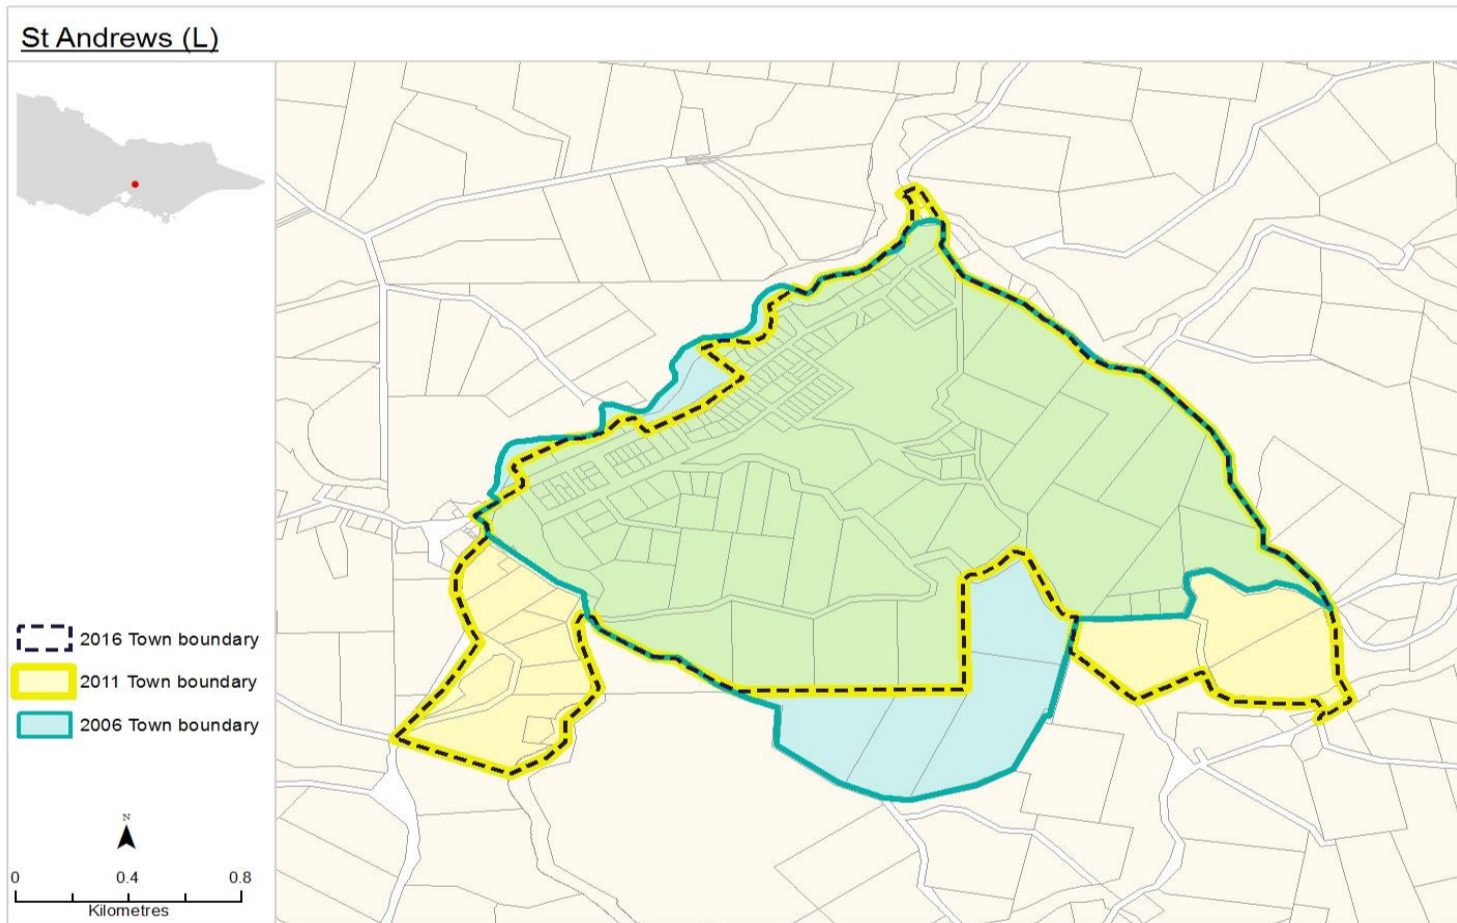 St Andrews (L)
2016 Town boundary
2011 Town boundary
2006 Town boundary
N
0 0.4 0.8
Kilometres